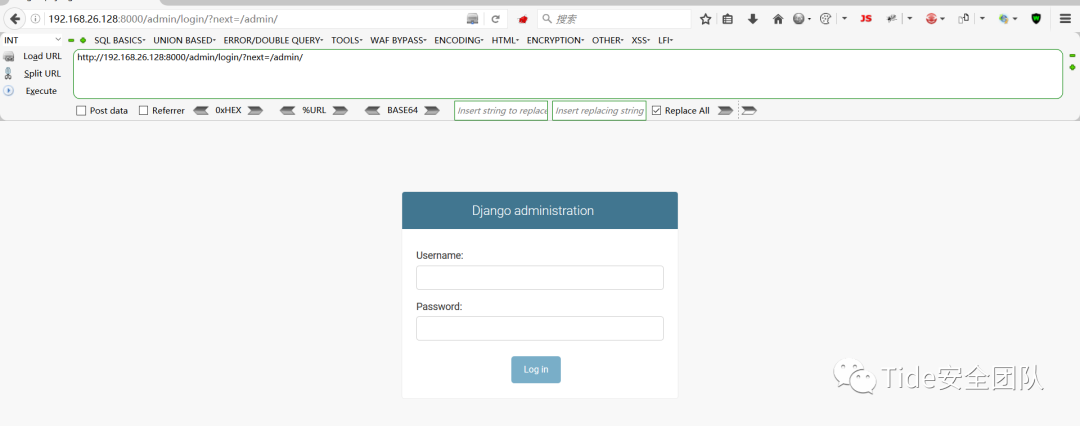 192.168.26.128:8000/admin/login/?next=/admin/
搜索
JS
INT
SQL BASICS▾ UNION BASED▾ ERROR/DOUBLE QUERY▾ TOOLS▾ WAF BYPASS▾ ENCODING▾ HTML▾ ENCRYPTION▾ OTHER▾ XSS▾ LFI▾
Load URL
http://192.168.26.128:8000/admin/login/?next=/admin/
Split URL
Execute
Post data Referrer 0xHEX %URL BASE64 Insert string to replace Insert replacing string Replace All
Django administration
Username:
Password:
Log in
Tide安全团队